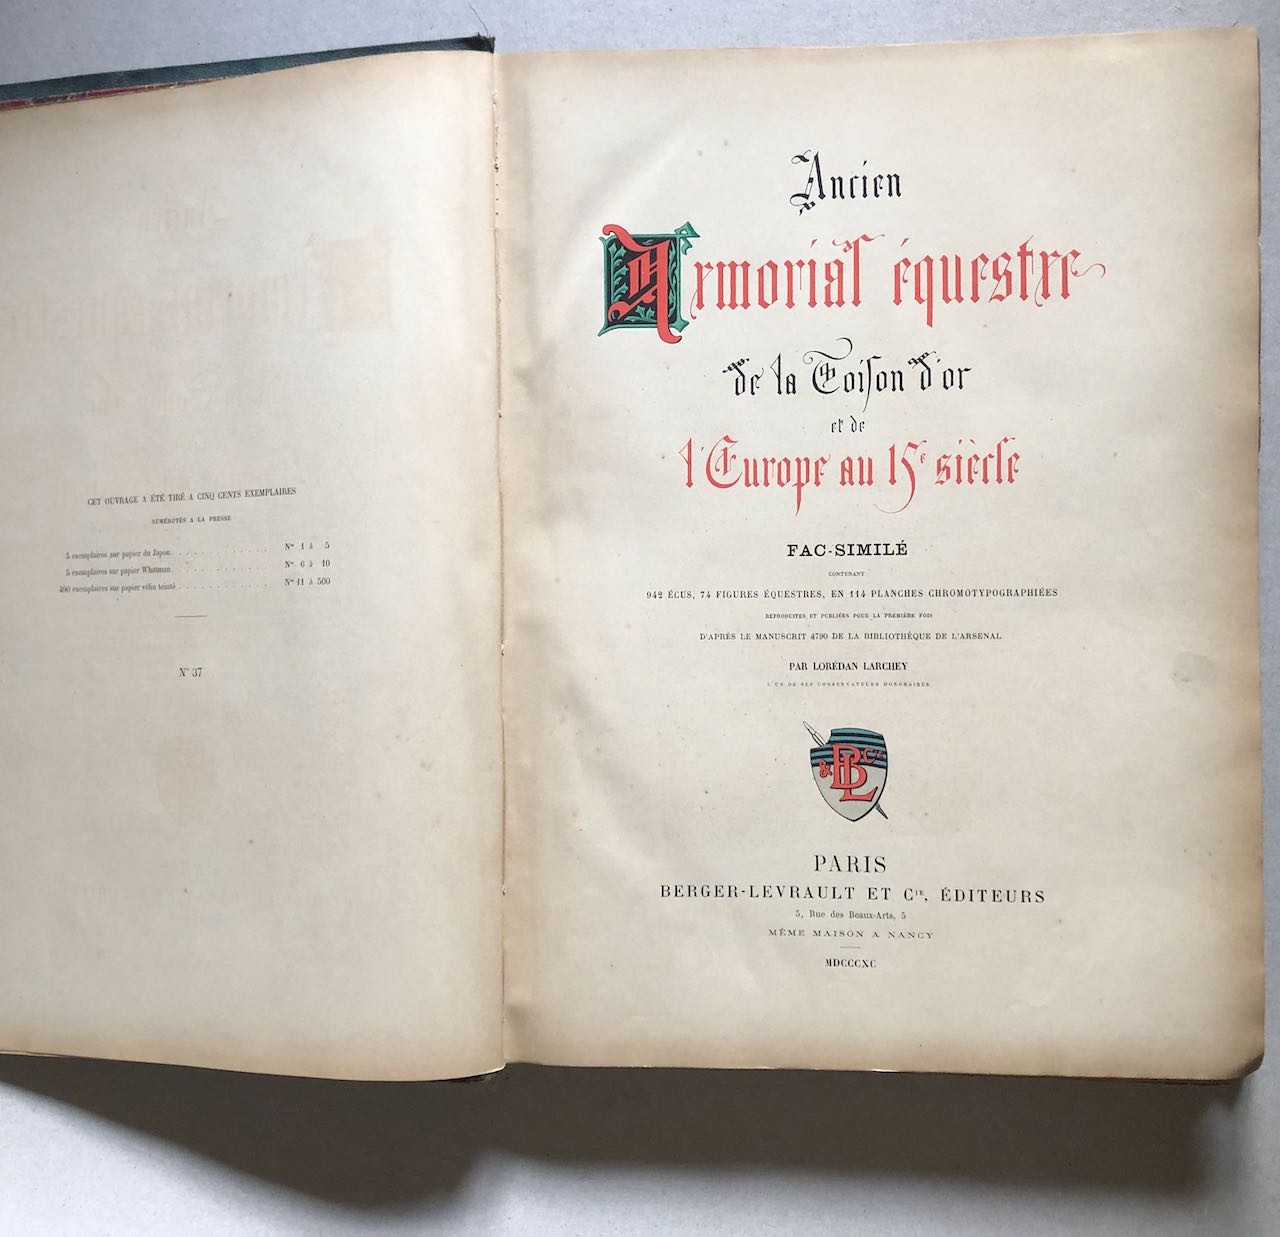 CET OUVRAGE A ÉTÉ TIRÉ A CINQ CENTS EXEMPLAIRES
NUMÉROTÉS A LA PRESSE
5 exemplaires sur papier du Japon. Nos 1 à 5
5 exemplaires sur papier Whatman. Nos 6 à 10
490 exemplaires sur papier vélin teinté Nos 11 à 500
No 37
Ancien
Armorial équestre
de la Toison d'or
et de
l'Europe au 15e siècle
FAC-SIMILÉ
CONTENANT
942 ÉCUS, 74 FIGURES ÉQUESTRES, EN 114 PLANCHES CHROMOTYPOGRAPHIÉES
REPRODUITES ET PUBLIÉES POUR LA PREMIÈRE FOIS
D'APRÈS LE MANUSCRIT 4790 DE LA BIBLIOTHÈQUE DE L'ARSENAL
PAR LORÉDAN LARCHEY
L'UN DE SES CONSERVATEURS HONORAIRES
& BL Cie
PARIS
BERGER-LEVRAULT ET CIE, ÉDITEURS
5, Rue des Beaux-Arts, 5
MÊME MAISON A NANCY
MDCCCXC